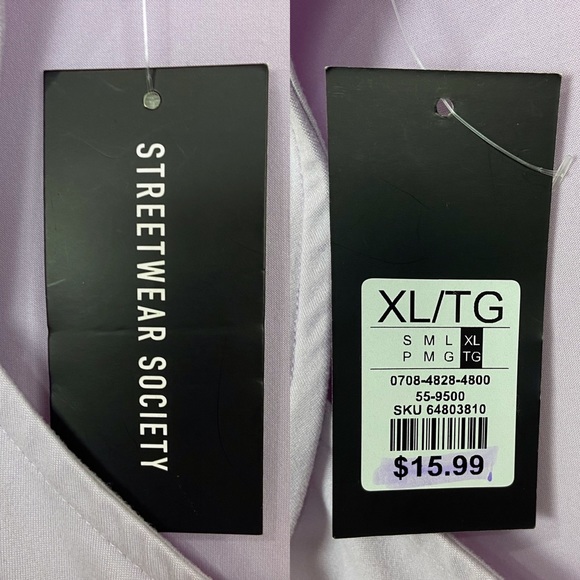 STREETWEAR SOCIETY
XL/TG
S M L XL
P M G TG
0708-4828-4800
55-9500
SKU 64803810
$15.99